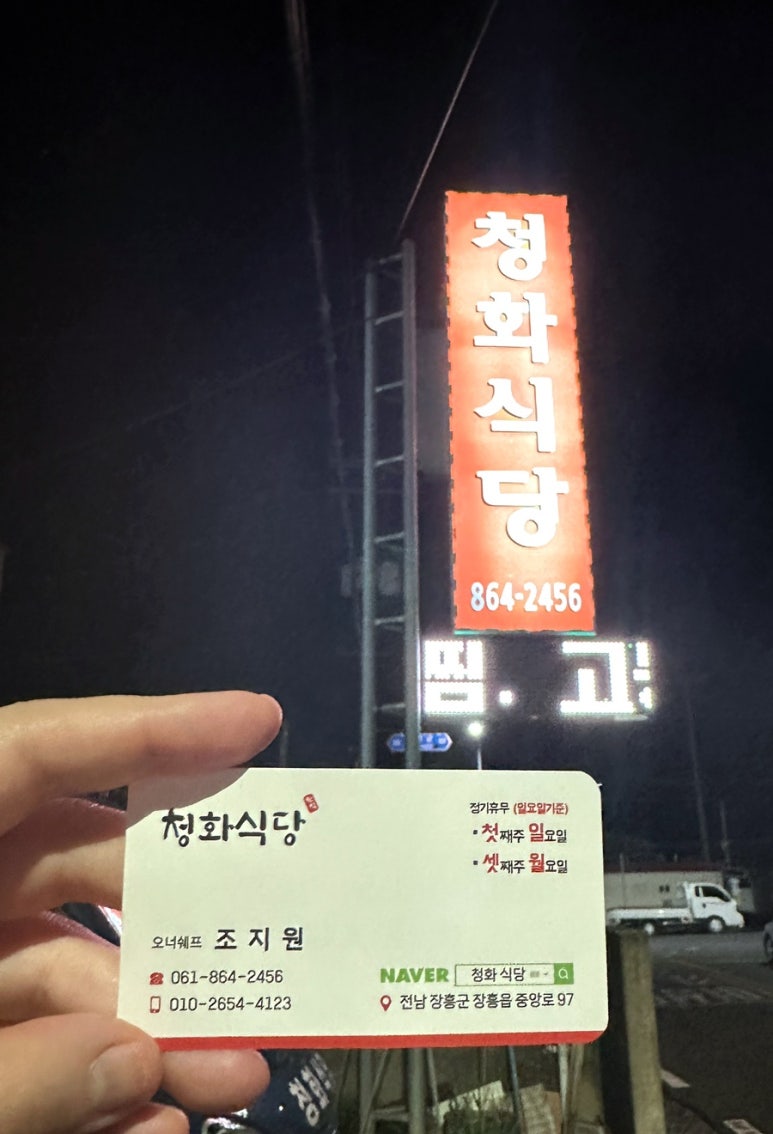 청화식당
864-2456
찜. 고
청화식당
정기휴무 (일요일기준)
• 첫째주 일요일
• 셋째주 월요일
오너쉐프 조지원
061-864-2456
010-2654-4123
NAVER 청화 식당
전남 장흥군 장흥읍 중앙로 97